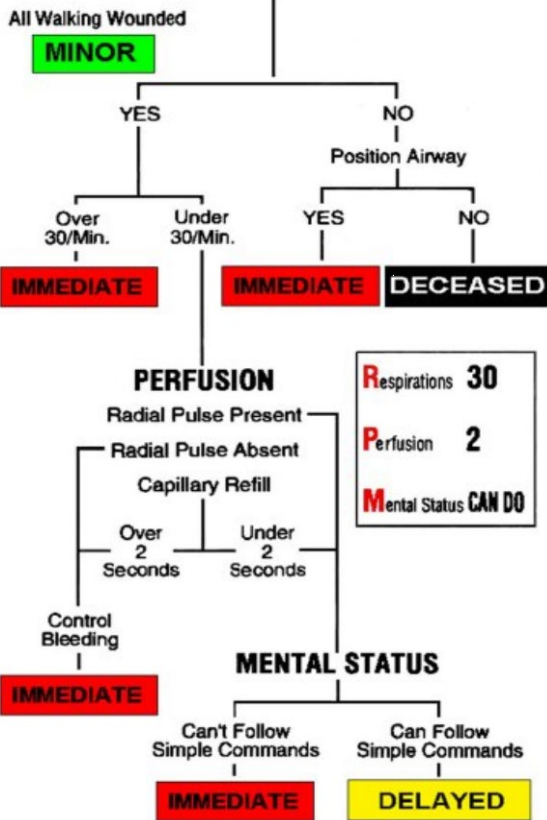 All Walking Wounded
MINOR
YES
NO
Position Airway
Over
30/Min.
Under
30/Min.
YES
NO
IMMEDIATE
IMMEDIATE
DECEASED
PERFUSION
Radial Pulse Present
Radial Pulse Absent
Capillary Refill
Over
2
Seconds
Under
2
Seconds
Respirations 30
Perfusion 2
Mental Status CAN DO
Control
Bleeding
IMMEDIATE
MENTAL STATUS
Can't Follow
Simple Commands
Can Follow
Simple Commands
IMMEDIATE
DELAYED